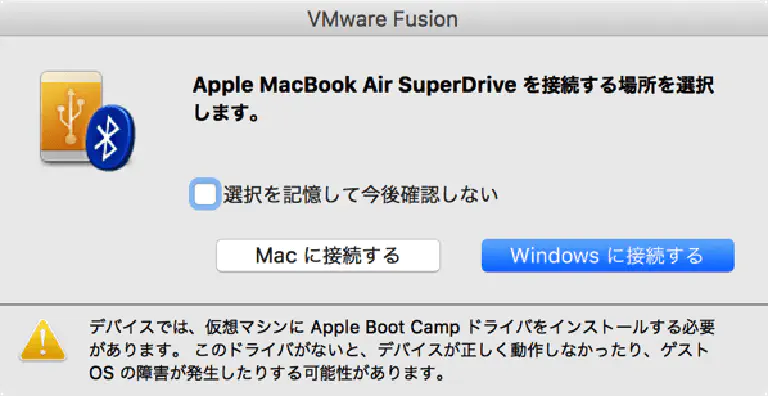 VMware Fusion
Apple MacBook Air SuperDrive を接続する場所を選択
します。
選択を記憶して今後確認しない
Mac に接続する
Windows に接続する
デバイスでは、仮想マシンに Apple Boot Camp ドライバをインストールする必要
があります。 このドライバがないと、デバイスが正しく動作しなかったり、ゲスト
OS の障害が発生したりする可能性があります。